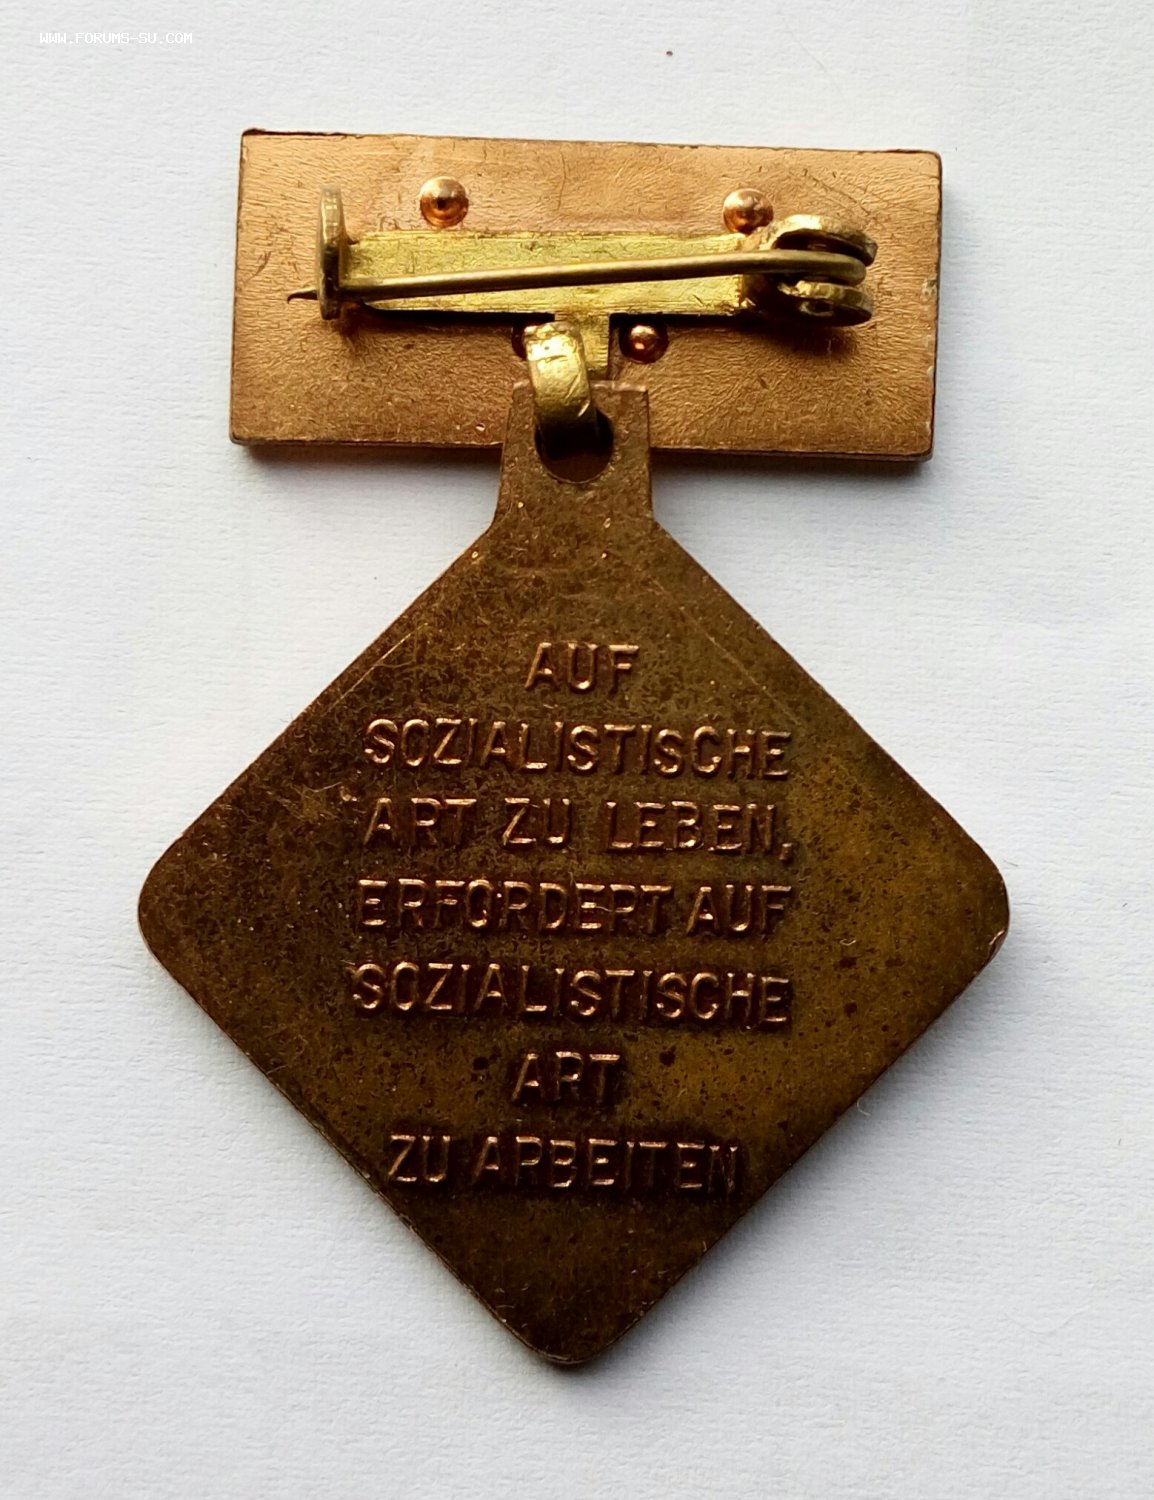 WWW.FORUMS-SU.COM
AUF
SOZIALISTISCHE
ART ZU LEBEN,
ERFORDERT AUF
SOZIALISTISCHE
ART
ZU ARBEITEN